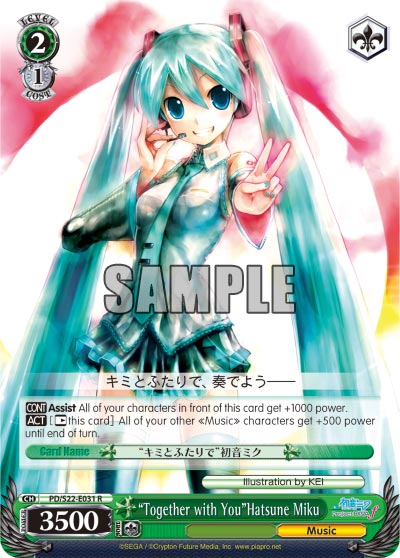 LEVEL
2
1
COST
SAMPLE
キミとふたりで、奏でよう――
CONT Assist All of your characters in front of this card get +1000 power.
ACT [this card] All of your other «Music» characters get +500 power
until end of turn.
Card Name "キミとふたりで"初音ミク
Illustration by KEI
CH PD/S22-E031 R
"Together with You"Hatsune Miku
POWER 3500
Music
©SEGA / ©Crypton Future Media, Inc. www.piapro.net